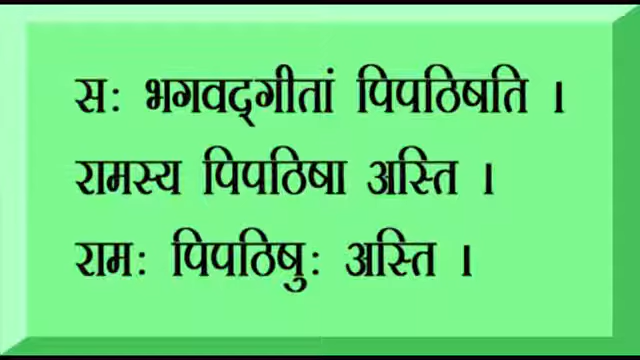 सः भगवद्गीतां पिपठिषति ।
रामस्य पिपठिषा अस्ति ।
रामः पिपठिषुः अस्ति ।